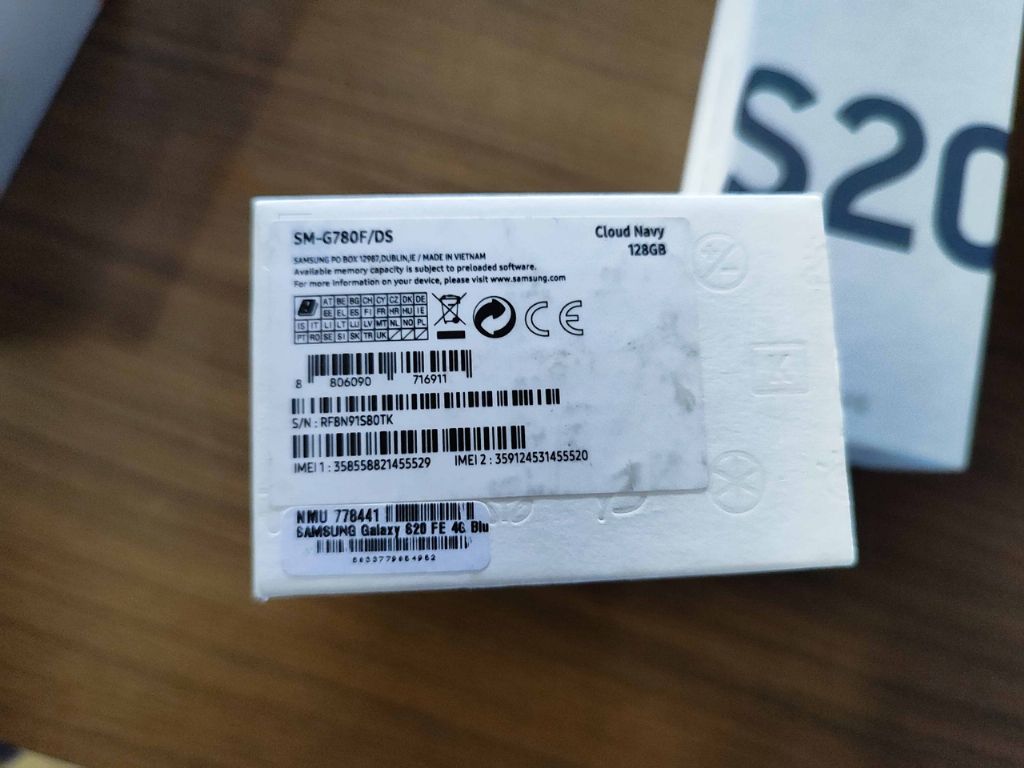 S20
SM-G780F/DS
Cloud Navy
128GB
SAMSUNG PO BOX 12987,DUBLIN,IE / MADE IN VIETNAM
Available memory capacity is subject to preloaded software.
For more information on your device, please visit www.samsung.com
AT BE BG CH CY CZ DK DE
EE EL ES FI FR HR HU IE
IS IT LI LT LU LV MT NL NO PL
PT RO SE SI SK TR UK
CE
8 806090 716911
S/N : RF8N91S80TK
IMEI 1 : 358558821455529 IMEI 2 : 359124531455520
NMU 778441
SAMSUNG Galaxy S20 FE 4G Blu